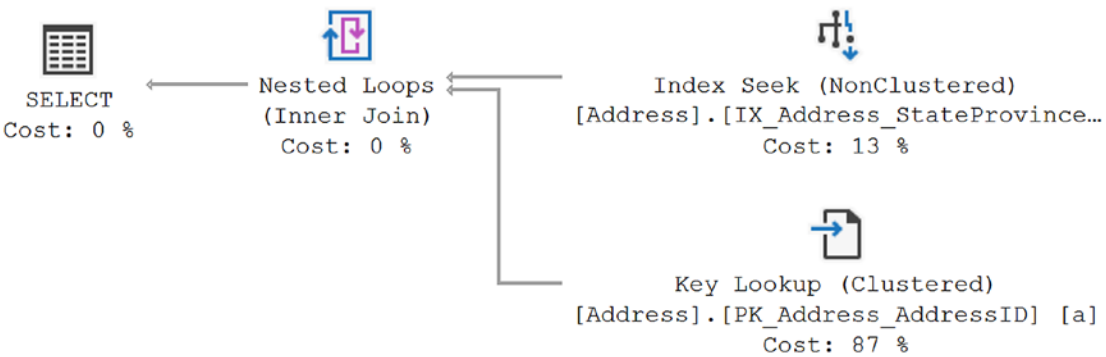 SELECT
Cost: 0 %
Nested Loops
(Inner Join)
Cost: 0 %
Index Seek (NonClustered)
[Address].[IX_Address_StateProvince…
Cost: 13 %
Key Lookup (Clustered)
[Address].[PK_Address_AddressID] [a]
Cost: 87 %